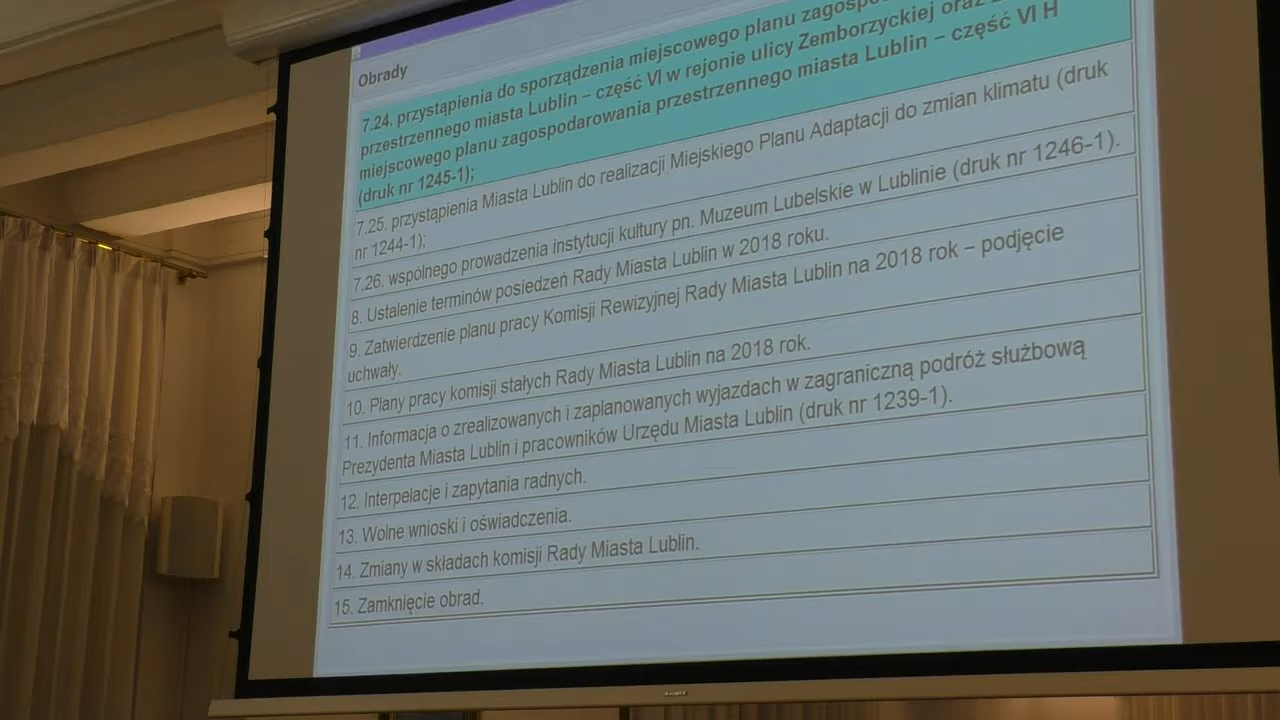 Obrady
7.24. przystąpienia do sporządzenia miejscowego planu
przestrzennego miasta Lublin – część VI w rejonie ulicy Zemborzyckiej oraz
miejscowego planu zagospodarowania przestrzennego miasta Lublin – część VI H
(druk nr 1245-1);
7.25. przystąpienia Miasta Lublin do realizacji Miejskiego Planu Adaptacji do zmian klimatu (druk
nr 1244-1);
7.26. wspólnego prowadzenia instytucji kultury pn. Muzeum Lubelskie w Lublinie (druk nr 1246-1).
8. Ustalenie terminów posiedzeń Rady Miasta Lublin w 2018 roku.
9. Zatwierdzenie planu pracy Komisji Rewizyjnej Rady Miasta Lublin na 2018 rok – podjęcie
uchwały.
10. Plany pracy komisji stałych Rady Miasta Lublin na 2018 rok.
11. Informacja o zrealizowanych i zaplanowanych wyjazdach w zagraniczną podróż służbową
Prezydenta Miasta Lublin i pracowników Urzędu Miasta Lublin (druk nr 1239-1).
12. Interpelacje i zapytania radnych.
13. Wolne wnioski i oświadczenia.
14. Zmiany w składach komisji Rady Miasta Lublin.
15. Zamknięcie obrad.